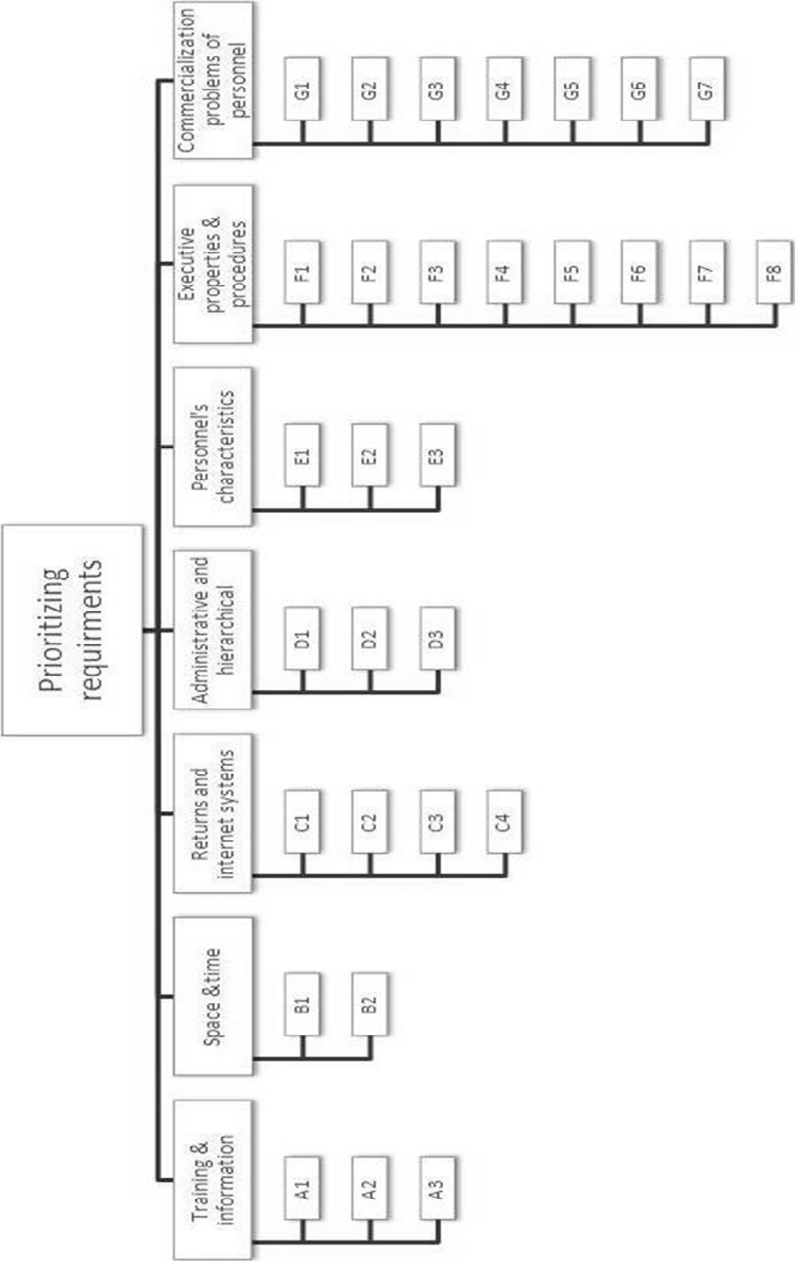 Prioritizing
requirments
Training &
information
A1
A2
A3
Space &time
B1
B2
Returns and
internet systems
C1
C2
C3
C4
Administrative and
hierarchical
D1
D2
D3
Personnel's
characteristics
E1
E2
E3
Executive
properties &
procedures
F1
F2
F3
F4
F5
F6
F7
F8
Commercialization
problems of
personnel
G1
G2
G3
G4
G5
G6
G7